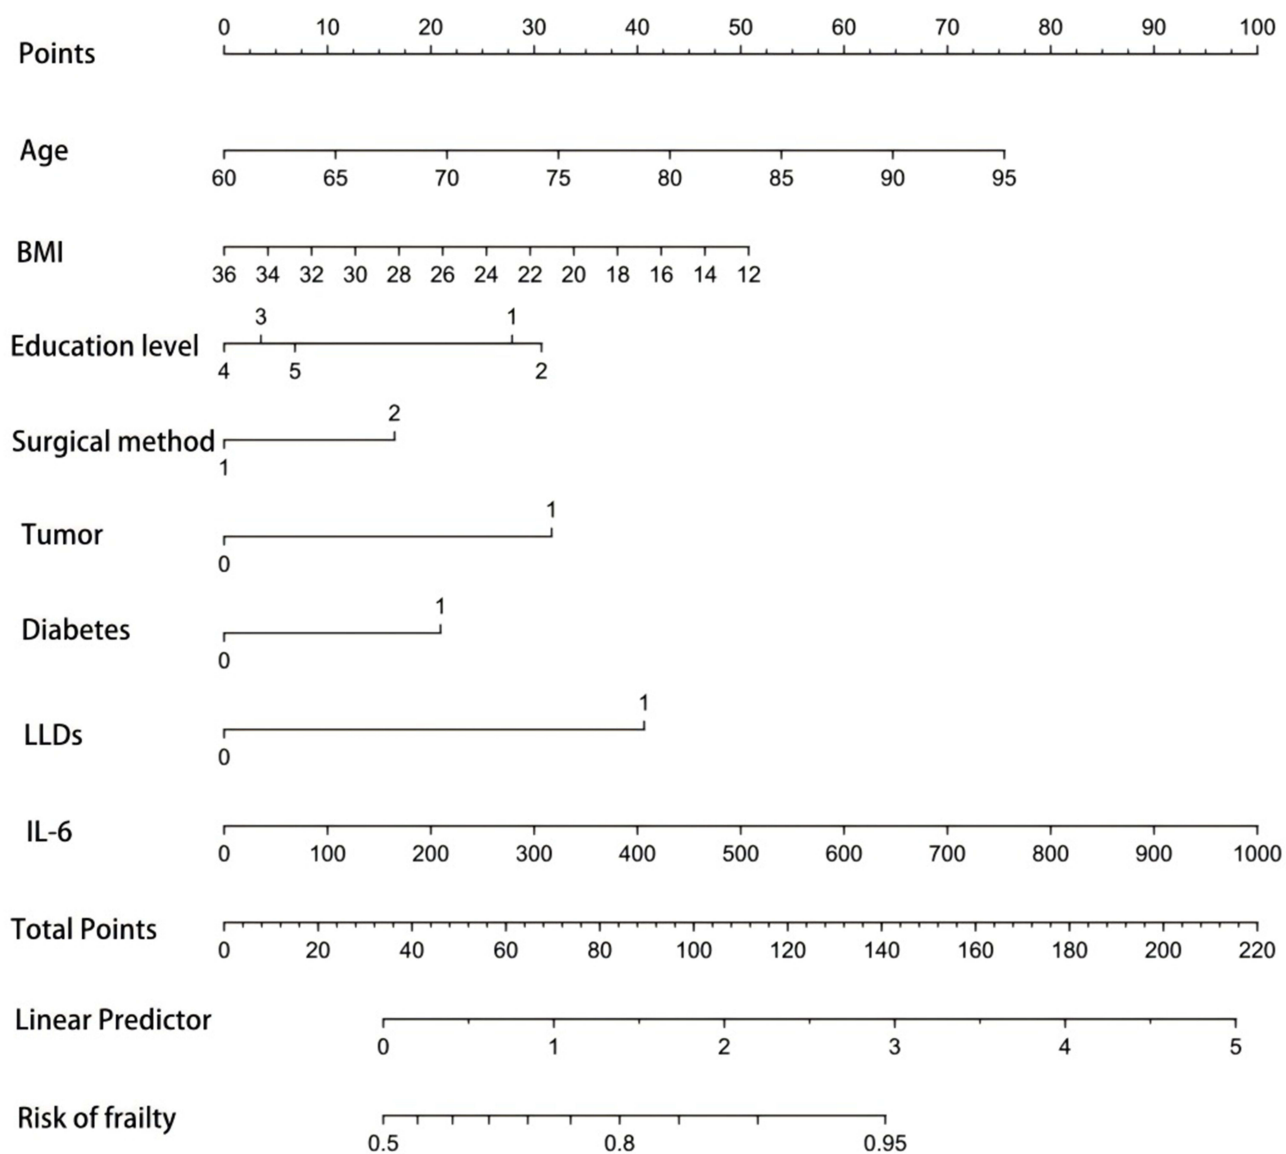 0 10 20 30 40 50 60 70 80 90 100
Points
Age
60 65 70 75 80 85 90 95
BMI
36 34 32 30 28 26 24 22 20 18 16 14 12
3 1
Education level
4 5 2
2
Surgical method
1
1
Tumor
0
1
Diabetes
0
1
LLDs
0
IL-6
0 100 200 300 400 500 600 700 800 900 1000
Total Points
0 20 40 60 80 100 120 140 160 180 200 220
Linear Predictor
0 1 2 3 4 5
Risk of frailty
0.5 0.8 0.95